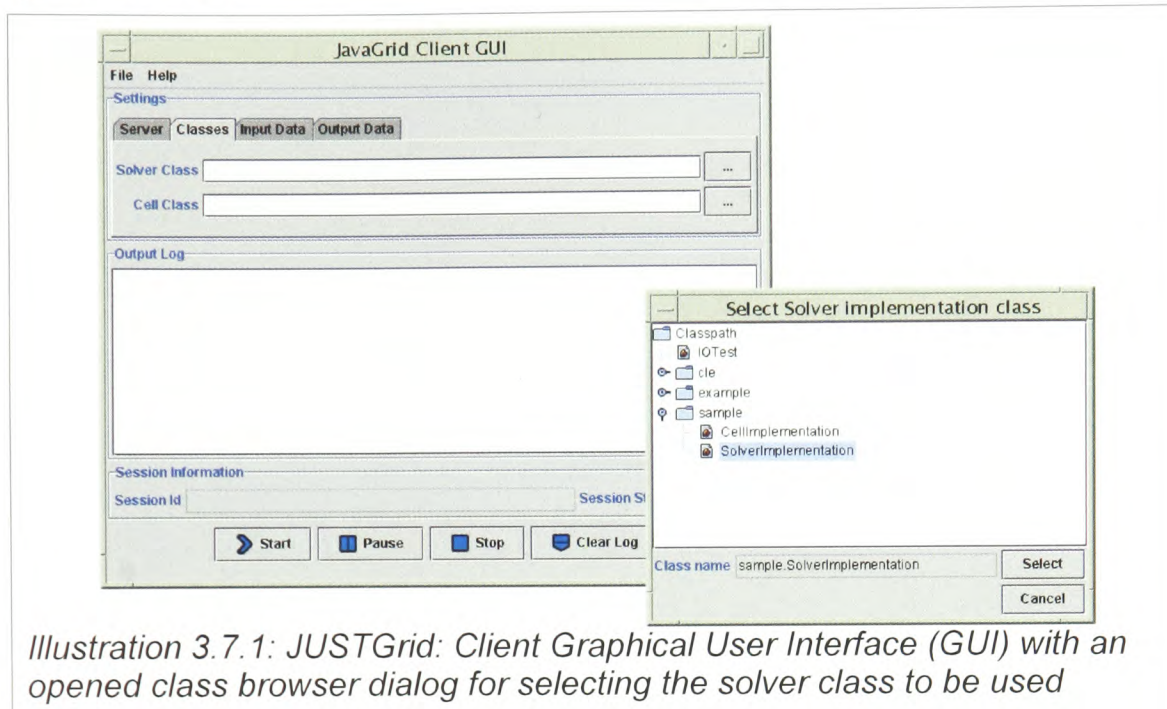 JavaGrid Client GUI
File Help
Settings
Server Classes Input Data Output Data
Solver Class ...
Cell Class ...
Output Log
Session Information
Session Id Session St
Start Pause Stop Clear Log
Select Solver implementation class
Classpath
IOTest
cle
example
sample
CellImplementation
SolverImplementation
Class name sample.SolverImplementation Select
Cancel
Illustration 3.7.1: JUSTGrid: Client Graphical User Interface (GUI) with an
opened class browser dialog for selecting the solver class to be used